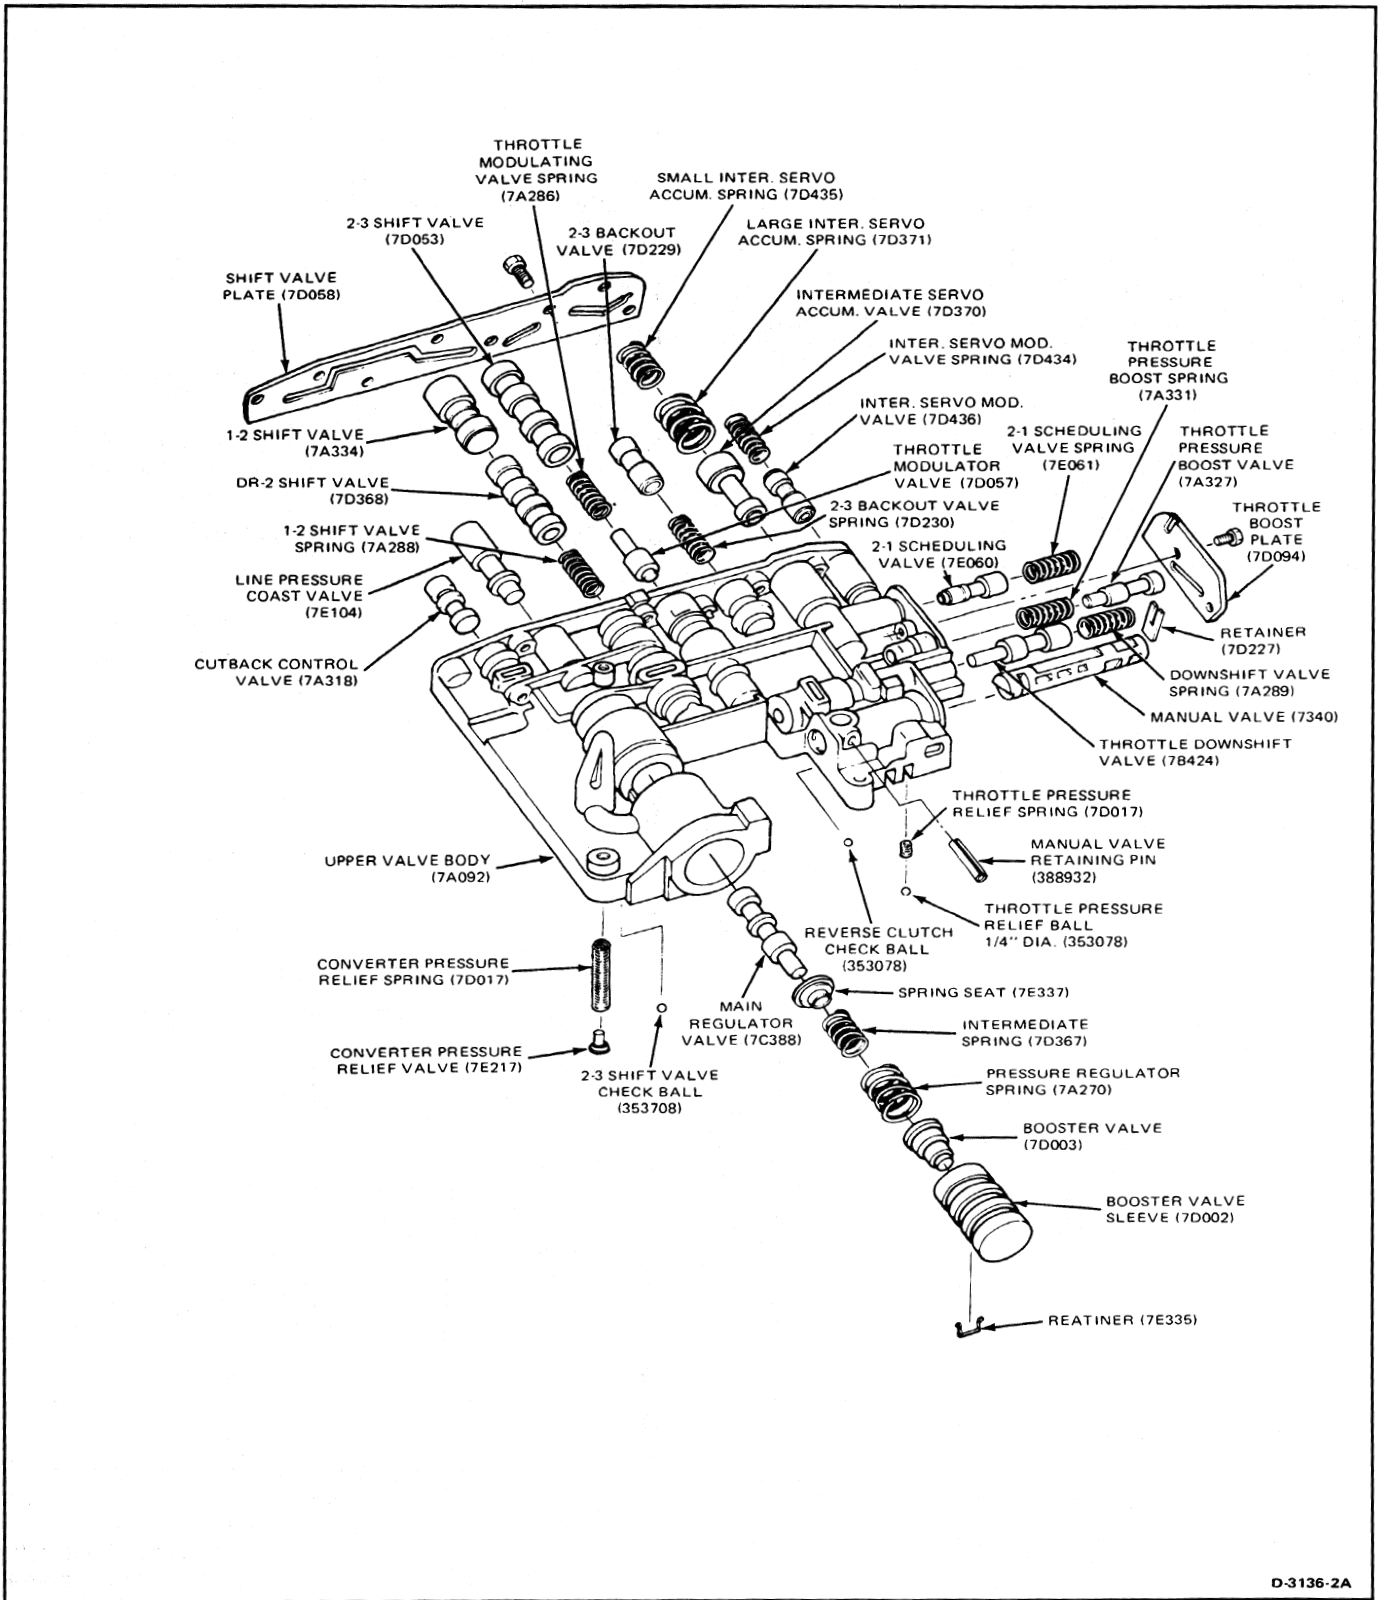 THROTTLE
MODULATING
VALVE SPRING
(7A286)
SMALL INTER. SERVO
ACCUM. SPRING (7D435)
2-3 SHIFT VALVE
(7D053)
2-3 BACKOUT
VALVE (7D229)
LARGE INTER. SERVO
ACCUM. SPRING (7D371)
SHIFT VALVE
PLATE (7D058)
INTERMEDIATE SERVO
ACCUM. VALVE (7D370)
INTER. SERVO MOD.
VALVE SPRING (7D434)
THROTTLE
PRESSURE
BOOST SPRING
(7A331)
INTER. SERVO MOD.
VALVE (7D436)
1-2 SHIFT VALVE
(7A334)
2-1 SCHEDULING
VALVE SPRING
(7E061)
THROTTLE
PRESSURE
BOOST VALVE
(7A327)
THROTTLE
MODULATOR
VALVE (7D057)
DR-2 SHIFT VALVE
(7D368)
2-3 BACKOUT VALVE
SPRING (7D230)
THROTTLE
BOOST
PLATE
(7D094)
1-2 SHIFT VALVE
SPRING (7A288)
2-1 SCHEDULING
VALVE (7E060)
LINE PRESSURE
COAST VALVE
(7E104)
RETAINER
(7D227)
CUTBACK CONTROL
VALVE (7A318)
DOWNSHIFT VALVE
SPRING (7A289)
MANUAL VALVE (7340)
THROTTLE DOWNSHIFT
VALVE (78424)
THROTTLE PRESSURE
RELIEF SPRING (7D017)
UPPER VALVE BODY
(7A092)
MANUAL VALVE
RETAINING PIN
(388932)
THROTTLE PRESSURE
RELIEF BALL
1/4" DIA. (353078)
REVERSE CLUTCH
CHECK BALL
(353078)
CONVERTER PRESSURE
RELIEF SPRING (7D017)
SPRING SEAT (7E337)
MAIN
REGULATOR
VALVE (7C388)
INTERMEDIATE
SPRING (7D367)
CONVERTER PRESSURE
RELIEF VALVE (7E217)
2-3 SHIFT VALVE
CHECK BALL
(353708)
PRESSURE REGULATOR
SPRING (7A270)
BOOSTER VALVE
(7D003)
BOOSTER VALVE
SLEEVE (7D002)
REATINER (7E335)
D-3136-2A